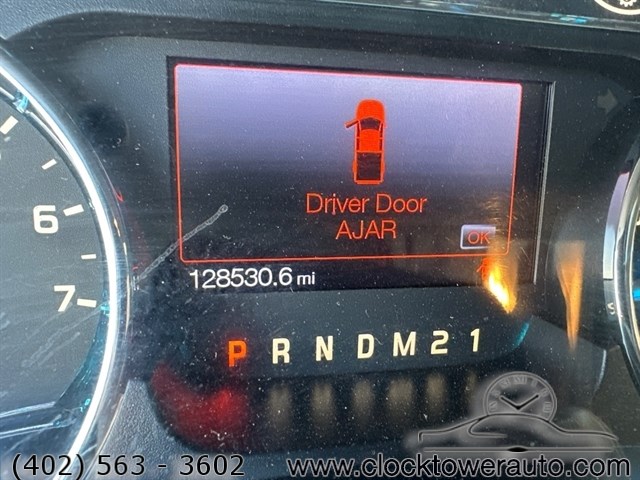 Driver Door
AJAR
OK
128530.6 mi
6
7
P R N D M 2 1
(402) 563 - 3602 www.clocktowerauto.com